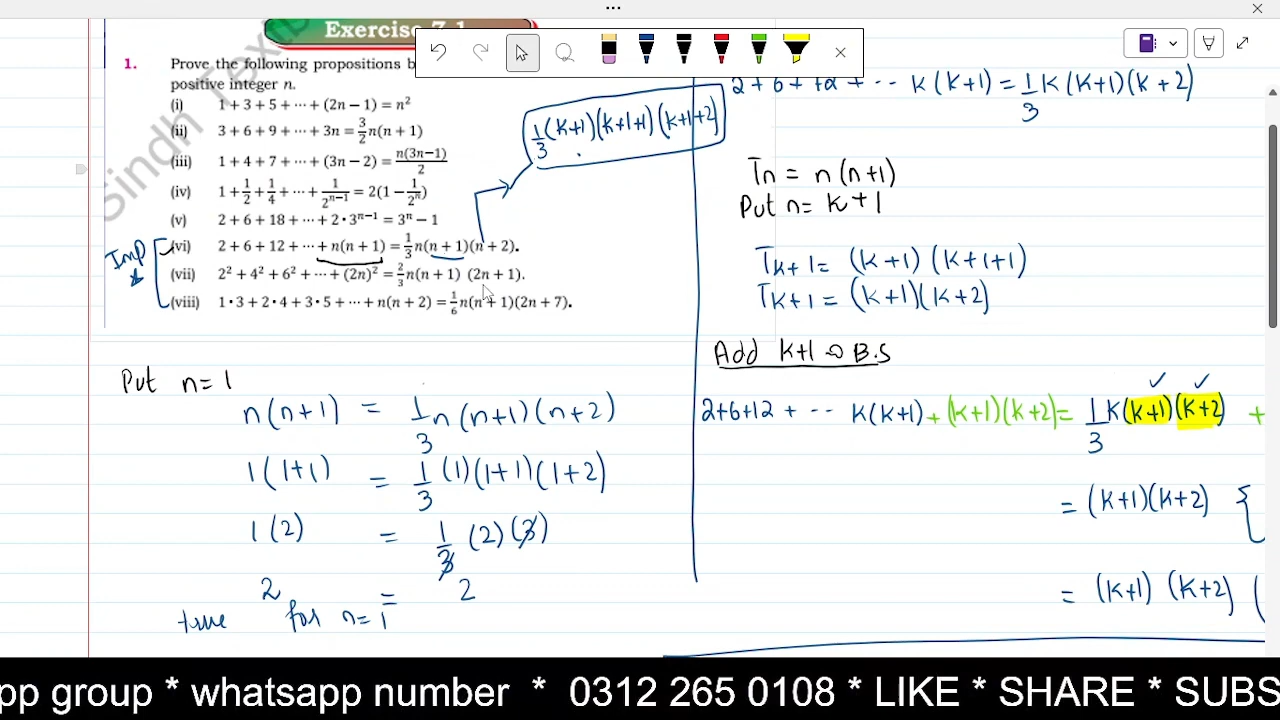 Exercise 7.1
Sindh Textb
1. Prove the following propositions b
positive integer n.
(i) 1 + 3 + 5 + ⋯ + (2n − 1) = n²
(ii) 3 + 6 + 9 + ⋯ + 3n = 3/2 n(n + 1)
(iii) 1 + 4 + 7 + ⋯ + (3n − 2) = n(3n−1)/2
(iv) 1 + 1/2 + 1/4 + ⋯ + 1/2ⁿ⁻¹ = 2(1 − 1/2ⁿ)
(v) 2 + 6 + 18 + ⋯ + 2 • 3ⁿ⁻¹ = 3ⁿ − 1
(vi) 2 + 6 + 12 + ⋯ + n(n + 1) = 1/3 n(n + 1)(n + 2).
(vii) 2² + 4² + 6² + ⋯ + (2n)² = 2/3 n(n + 1) (2n + 1).
(viii) 1 • 3 + 2 • 4 + 3 • 5 + ⋯ + n(n + 2) = 1/6 n(n + 1)(2n + 7).
Imp
1/3 (k+1)(k+1+1)(k+1+2)
Put n=1
n(n+1) = 1/3 n(n+1)(n+2)
1(1+1) = 1/3 (1)(1+1)(1+2)
1(2) = 1/3 (2)(3)
2 = 2
true for n=1
2+6+12+ ⋯ k(k+1) = 1/3 k(k+1)(k+2)
Tn = n(n+1)
Put n= k+1
Tk+1 = (k+1)(k+1+1)
Tk+1 = (k+1)(k+2)
Add k+1 B.S
2+6+12+ ⋯ k(k+1)+(k+1)(k+2)= 1/3 k(k+1)(k+2) +
= (k+1)(k+2) {
= (k+1)(k+2) (
pp group * whatsapp number * 0312 265 0108 * LIKE * SHARE * SUBS